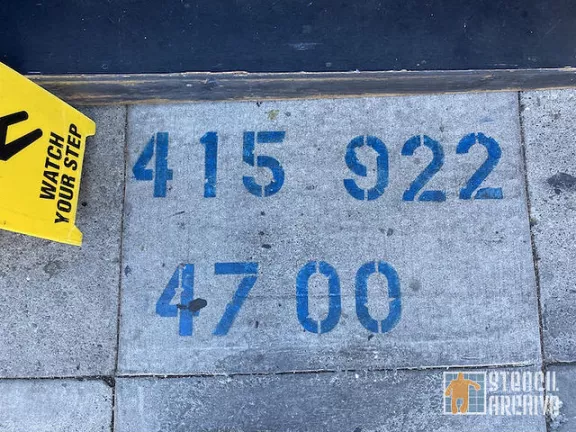 WATCH
YOUR STEP
415 922
47 00
STENCIL
ARCHIVE